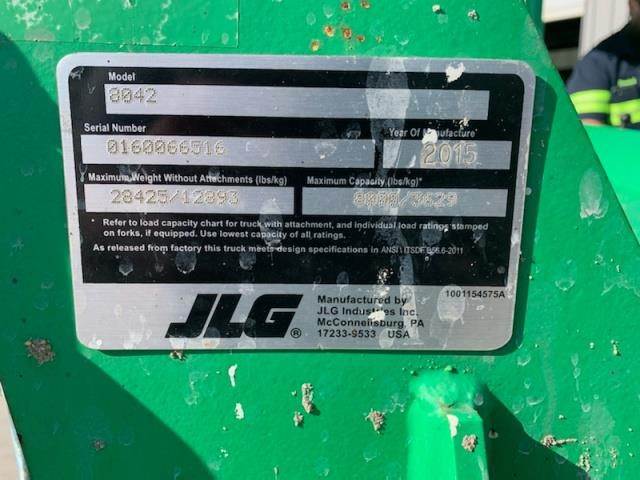 Model
8042
Serial Number Year Of Manufacture
0160066516 2015
Maximum Weight Without Attachments (lbs/kg) Maximum Capacity (lbs/kg)*
28425/12893 8000/3629
* Refer to load capacity chart for truck with attachment, and individual load ratings stamped
on forks, if equipped. Use lowest capacity of all ratings.
As released from factory this truck meets design specifications in ANSI / ITSDF B56.6-2011
1001154575A
JLG®
Manufactured by
JLG Industries Inc.
McConnellsburg, PA
17233-9533 USA